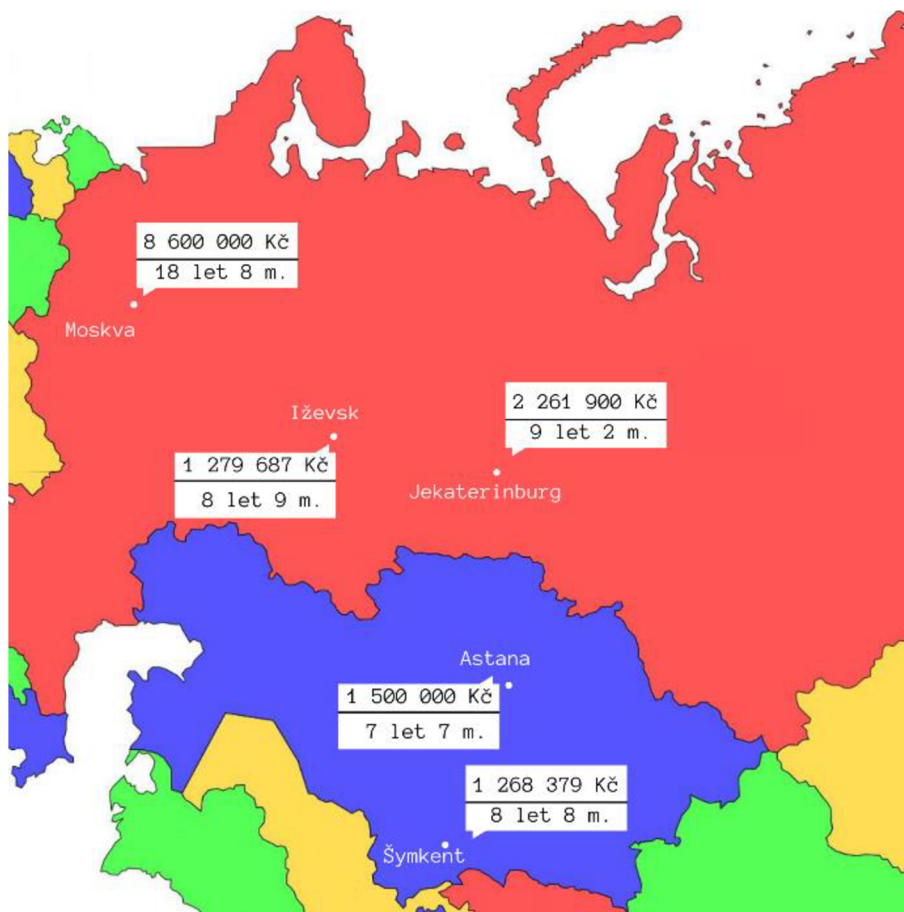 8 600 000 Kč
18 let 8 m.
Moskva
2 261 900 Kč
9 let 2 m.
Jekaterinburg
Iževsk
1 279 687 Kč
8 let 9 m.
Astana
1 500 000 Kč
7 let 7 m.
1 268 379 Kč
8 let 8 m.
Šymkent